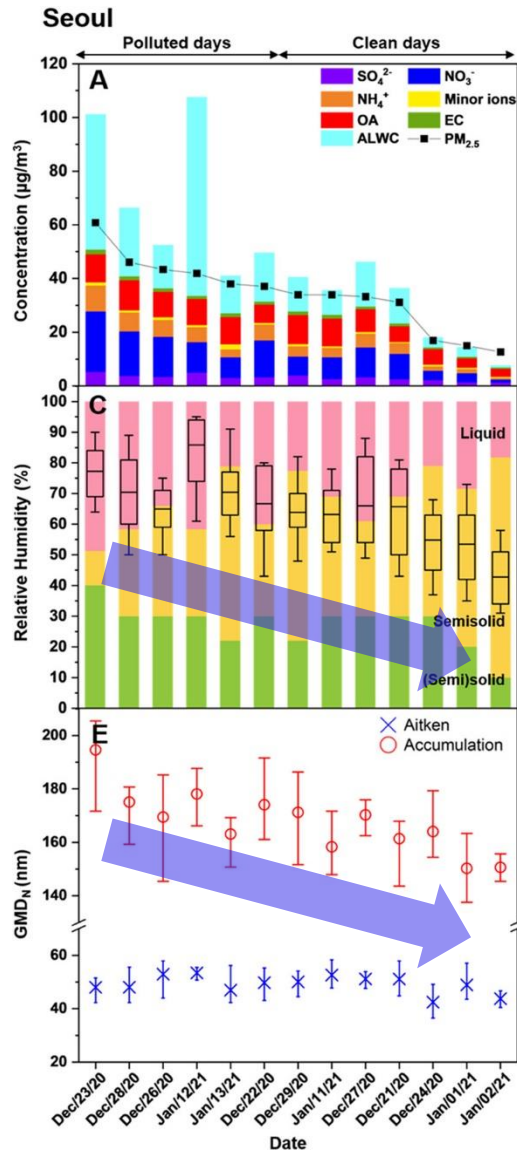 Seoul
Polluted days Clean days
A
SO₄²⁻ NO₃⁻
NH₄⁺ Minor ions
OA EC
ALWC PM₂.₅
Concentration (μg/m³)
120
100
80
60
40
20
0
C
Relative Humidity (%)
100
90
80
70
60
50
40
30
20
10
0
Liquid
Semisolid
(Semi)solid
E
Aitken
Accumulation
GMD_N (nm)
200
180
160
140
60
40
20
Dec/23/20
Dec/28/20
Dec/26/20
Jan/12/21
Jan/13/21
Dec/22/20
Dec/29/20
Jan/11/21
Dec/27/20
Dec/21/20
Dec/24/20
Jan/01/21
Jan/02/21
Date